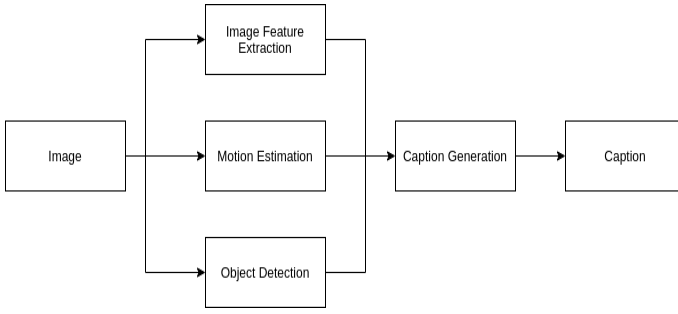 Image Feature
Extraction
Image
Motion Estimation
Caption Generation
Caption
Object Detection